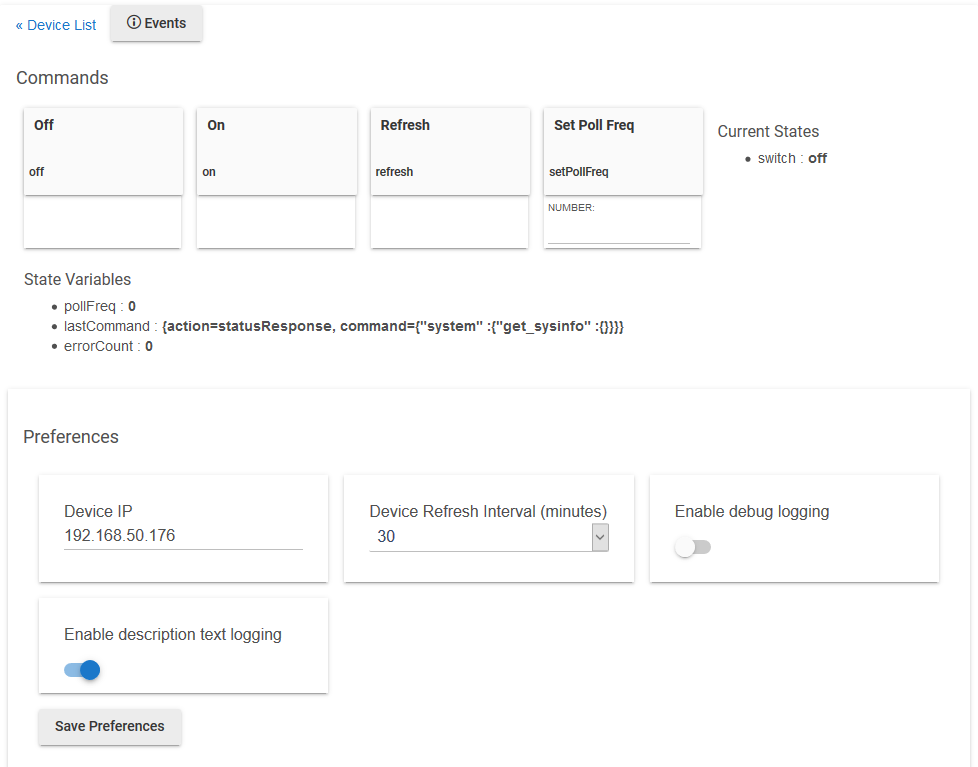 « Device List
Events
Commands
Off
off
On
on
Refresh
refresh
Set Poll Freq
setPollFreq
NUMBER:
Current States
switch : off
State Variables
pollFreq : 0
lastCommand : {action=statusResponse, command={"system" :{"get_sysinfo" :{}}}}
errorCount : 0
Preferences
Device IP
192.168.50.176
Device Refresh Interval (minutes)
30
Enable debug logging
Enable description text logging
Save Preferences